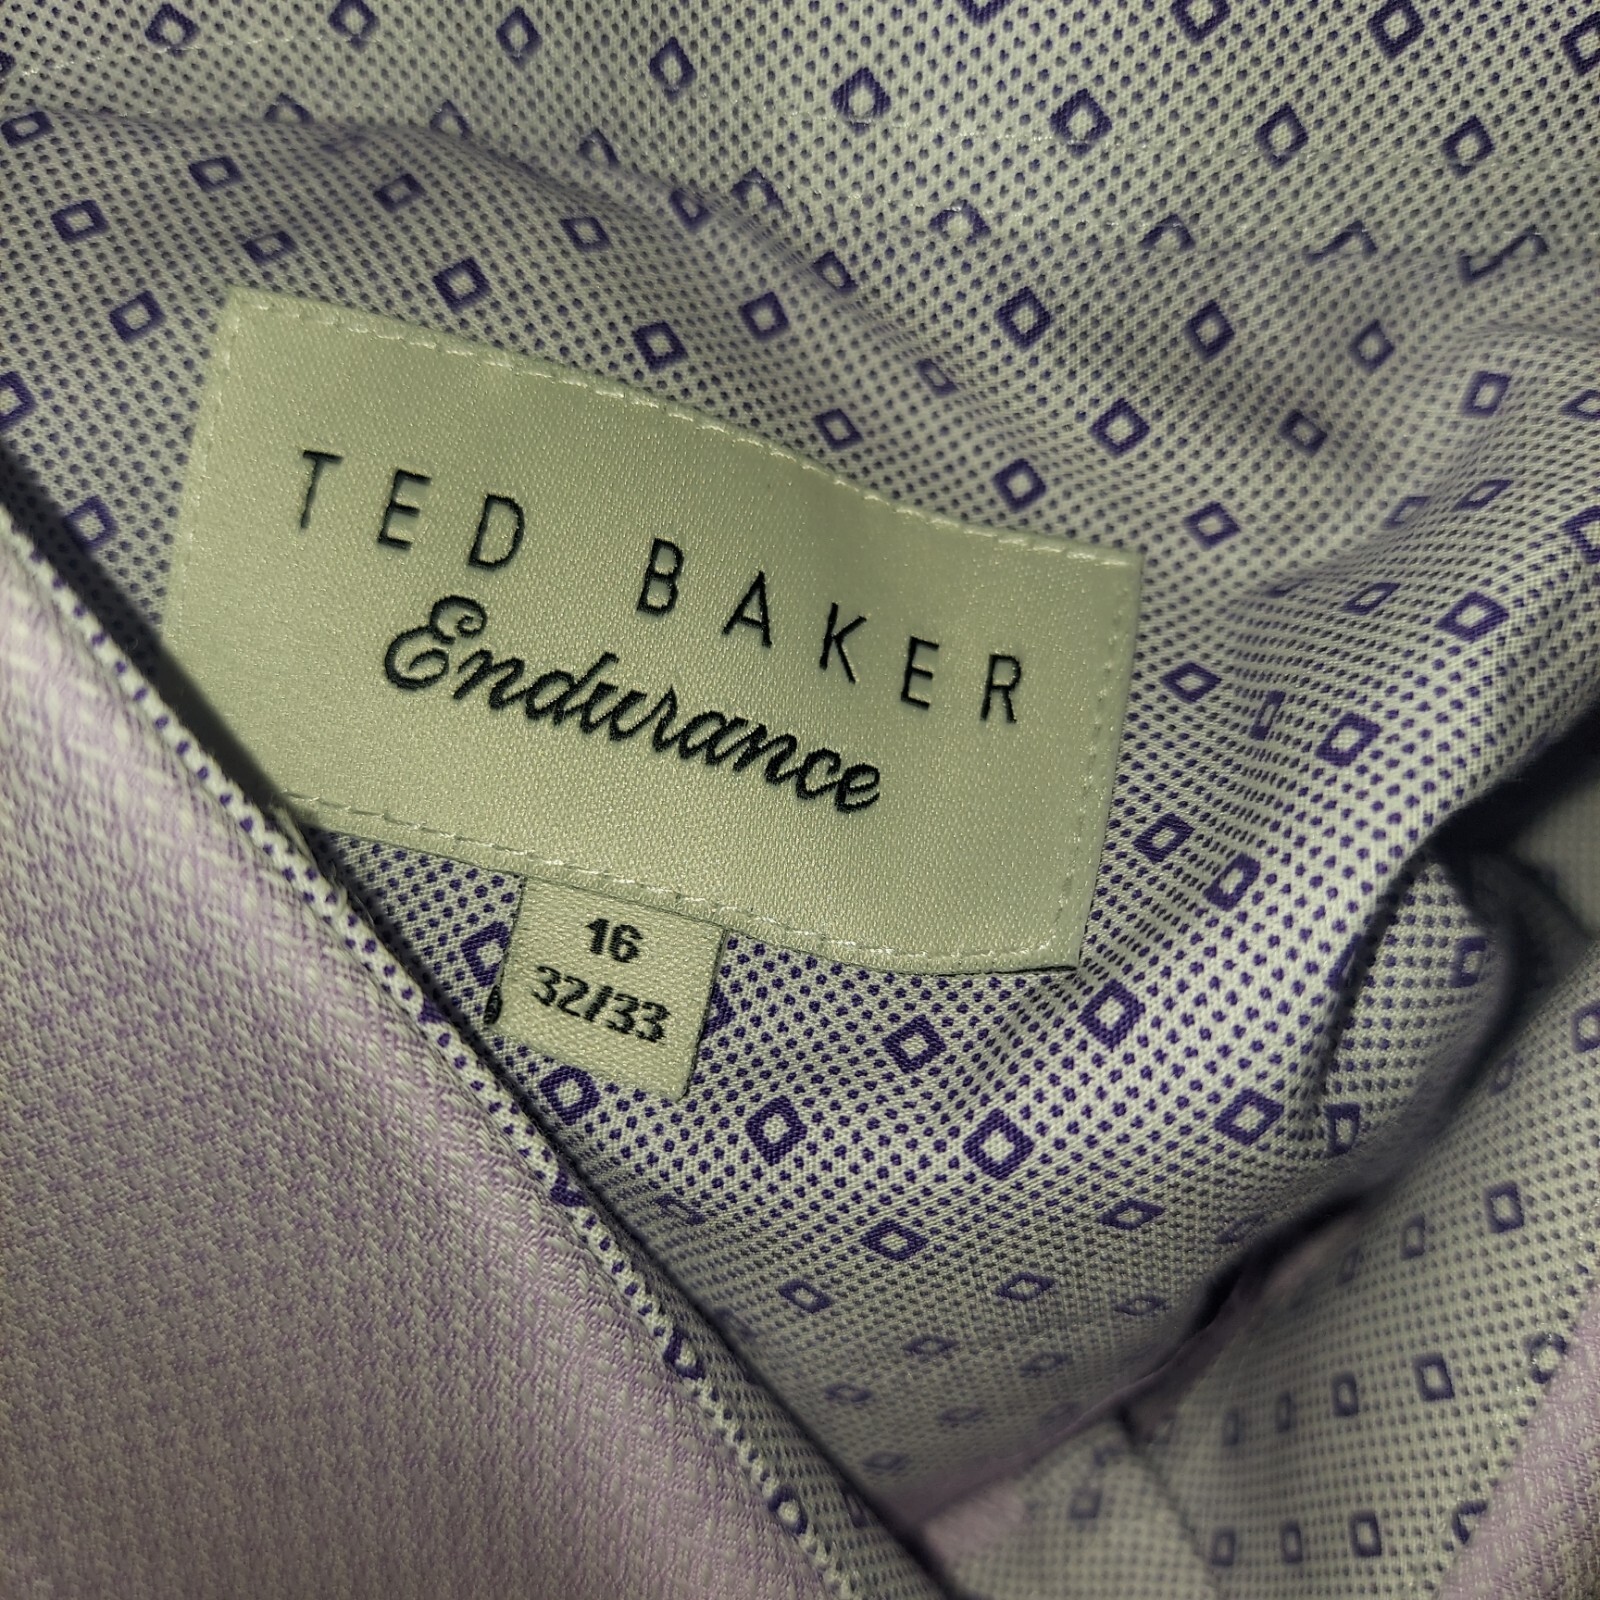 TED BAKER
Endurance
16
32/33